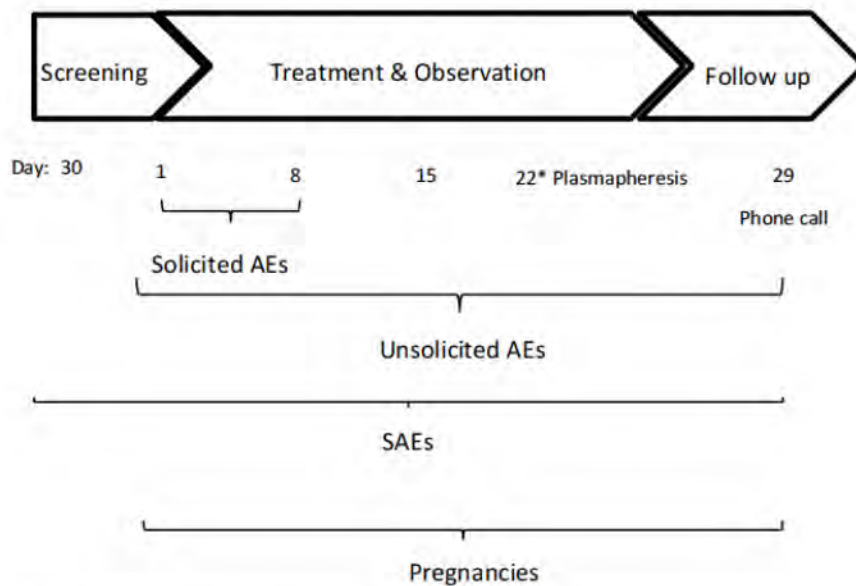 Screening
Treatment & Observation
Follow up
Day: 30
1
8
15
22* Plasmapheresis
29
Phone call
Solicited AEs
Unsolicited AEs
SAEs
Pregnancies